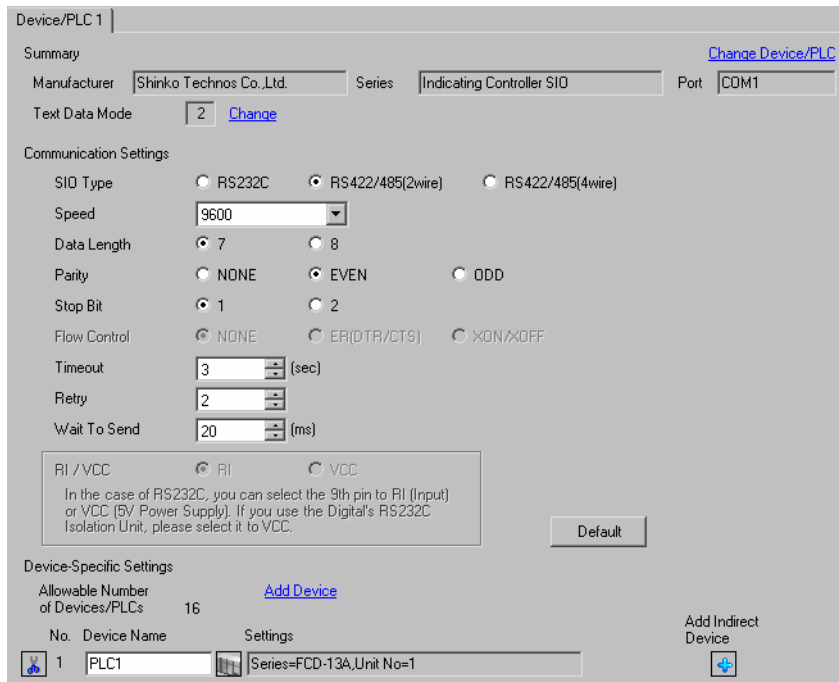 Device/PLC 1
Summary
Change Device/PLC
Manufacturer Shinko Technos Co.,Ltd. Series Indicating Controller SIO Port COM1
Text Data Mode 2 Change
Communication Settings
SIO Type RS232C RS422/485(2wire) RS422/485(4wire)
Speed 9600
Data Length 7 8
Parity NONE EVEN ODD
Stop Bit 1 2
Flow Control NONE ER(DTR/CTS) XON/XOFF
Timeout 3 (sec)
Retry 2
Wait To Send 20 (ms)
RI / VCC RI VCC
In the case of RS232C, you can select the 9th pin to RI (Input)
or VCC (5V Power Supply). If you use the Digital's RS232C
Isolation Unit, please select it to VCC.
Default
Device-Specific Settings
Allowable Number
of Devices/PLCs 16
Add Device
Add Indirect
Device
No. Device Name Settings
1 PLC1 Series=FCD-13A,Unit No=1